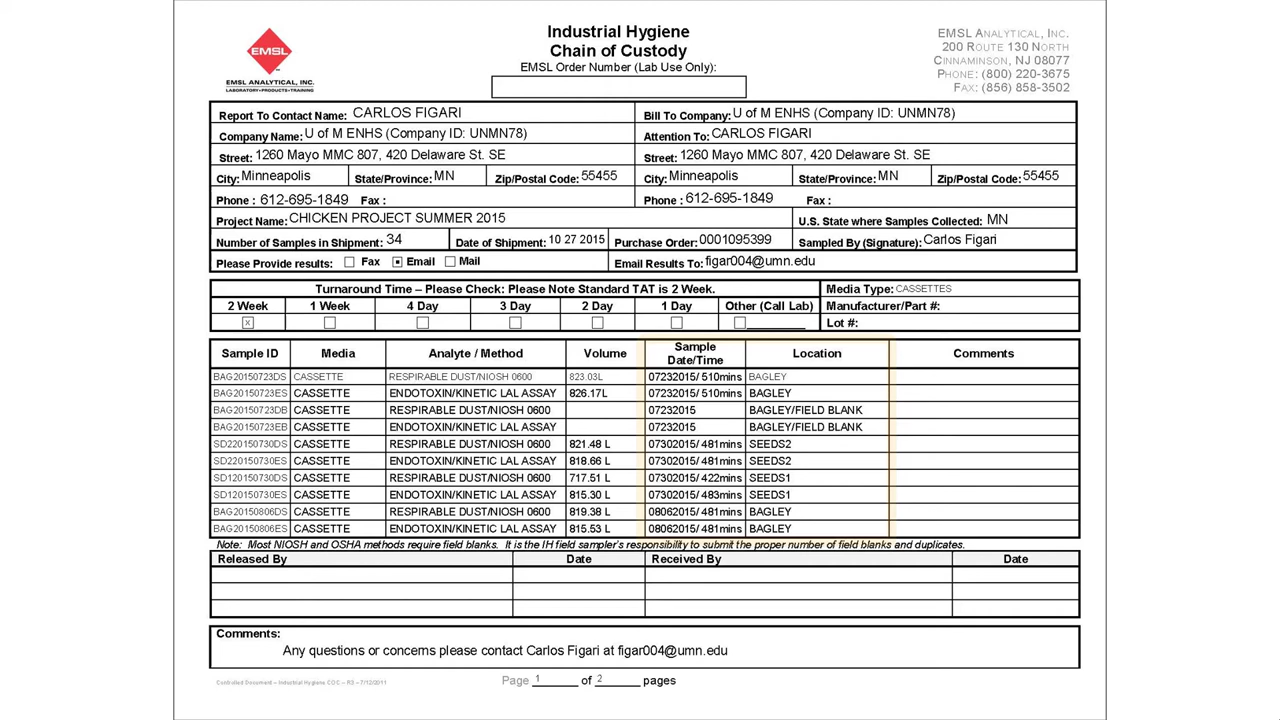 EMSL
EMSL ANALYTICAL, INC.
LABORATORY•PRODUCTS•TRAINING
Industrial Hygiene
Chain of Custody
EMSL Order Number (Lab Use Only):
EMSL ANALYTICAL, INC.
200 ROUTE 130 NORTH
CINNAMINSON, NJ 08077
PHONE: (800) 220-3675
FAX: (856) 858-3502
Report To Contact Name: CARLOS FIGARI Bill To Company: U of M ENHS (Company ID: UNMN78)
Company Name: U of M ENHS (Company ID: UNMN78) Attention To: CARLOS FIGARI
Street: 1260 Mayo MMC 807, 420 Delaware St. SE Street: 1260 Mayo MMC 807, 420 Delaware St. SE
City: Minneapolis State/Province: MN Zip/Postal Code: 55455 City: Minneapolis State/Province: MN Zip/Postal Code: 55455
Phone : 612-695-1849 Fax : Phone : 612-695-1849 Fax :
Project Name: CHICKEN PROJECT SUMMER 2015 U.S. State where Samples Collected: MN
Number of Samples in Shipment: 34 Date of Shipment: 10 27 2015 Purchase Order: 0001095399 Sampled By (Signature): Carlos Figari
Please Provide results: Fax Email Mail Email Results To: figar004@umn.edu
Turnaround Time – Please Check: Please Note Standard TAT is 2 Week. Media Type: CASSETTES
2 Week 1 Week 4 Day 3 Day 2 Day 1 Day Other (Call Lab) Manufacturer/Part #:
X Lot #:
Sample ID Media Analyte / Method Volume Sample Date/Time Location Comments
BAG20150723DS CASSETTE RESPIRABLE DUST/NIOSH 0600 823.03L 07232015/ 510mins BAGLEY
BAG20150723ES CASSETTE ENDOTOXIN/KINETIC LAL ASSAY 826.17L 07232015/ 510mins BAGLEY
BAG20150723DB CASSETTE RESPIRABLE DUST/NIOSH 0600 07232015 BAGLEY/FIELD BLANK
BAG20150723EB CASSETTE ENDOTOXIN/KINETIC LAL ASSAY 07232015 BAGLEY/FIELD BLANK
SD220150730DS CASSETTE RESPIRABLE DUST/NIOSH 0600 821.48 L 07302015/ 481mins SEEDS2
SD220150730ES CASSETTE ENDOTOXIN/KINETIC LAL ASSAY 818.66 L 07302015/ 481mins SEEDS2
SD120150730DS CASSETTE RESPIRABLE DUST/NIOSH 0600 717.51 L 07302015/ 422mins SEEDS1
SD120150730ES CASSETTE ENDOTOXIN/KINETIC LAL ASSAY 815.30 L 07302015/ 483mins SEEDS1
BAG20150806DS CASSETTE RESPIRABLE DUST/NIOSH 0600 819.38 L 08062015/ 481mins BAGLEY
BAG20150806ES CASSETTE ENDOTOXIN/KINETIC LAL ASSAY 815.53 L 08062015/ 481mins BAGLEY
Note: Most NIOSH and OSHA methods require field blanks. It is the IH field sampler's responsibility to submit the proper number of field blanks and duplicates.
Released By Date Received By Date
Comments:
Any questions or concerns please contact Carlos Figari at figar004@umn.edu
Controlled Document – Industrial Hygiene COC – R3 – 7/12/2011
Page 1 of 2 pages